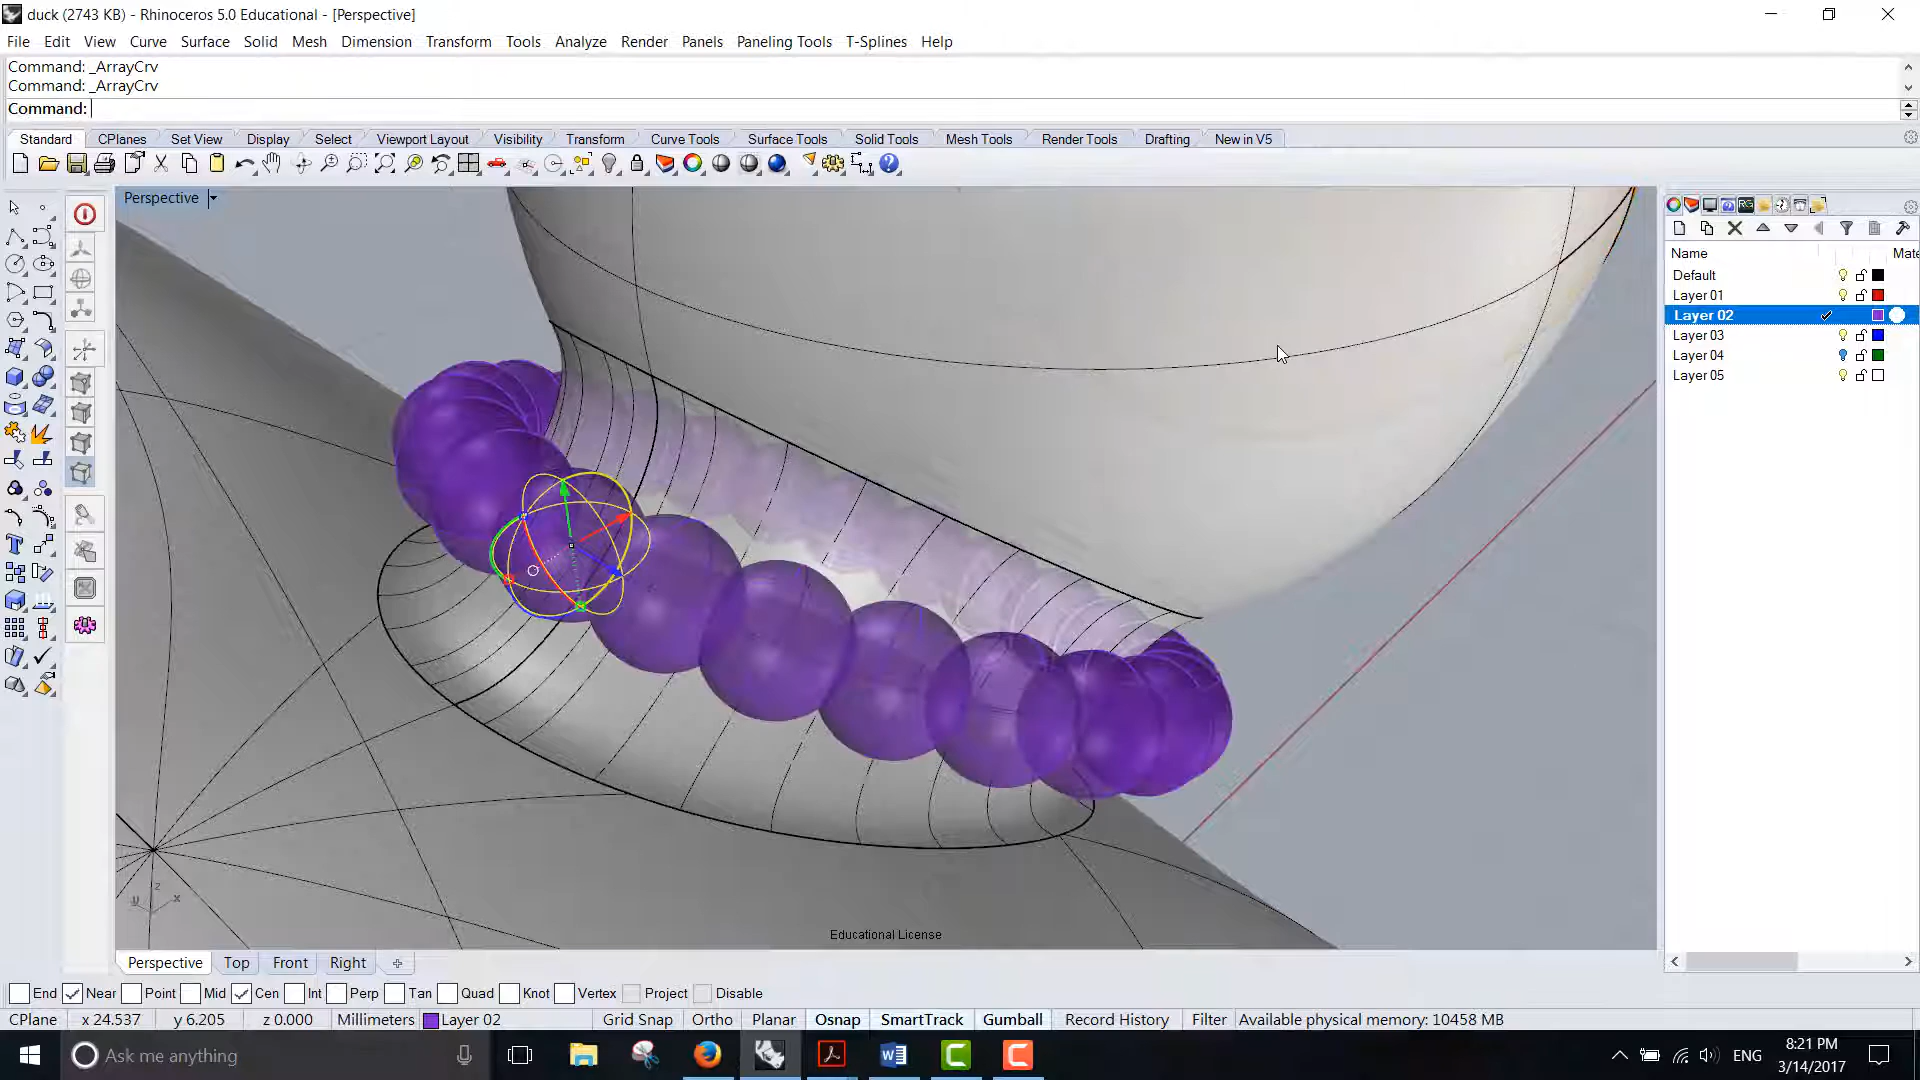 duck (2743 KB) - Rhinoceros 5.0 Educational - [Perspective]
File Edit View Curve Surface Solid Mesh Dimension Transform Tools Analyze Render Panels Paneling Tools T-Splines Help
Command: _ArrayCrv
Command: _ArrayCrv
Command:
Standard CPlanes Set View Display Select Viewport Layout Visibility Transform Curve Tools Surface Tools Solid Tools Mesh Tools Render Tools Drafting New in V5
Perspective
Name Mate
Default
Layer 01
Layer 02
Layer 03
Layer 04
Layer 05
z
y x
Educational License
Perspective Top Front Right
End Near Point Mid Cen Int Perp Tan Quad Knot Vertex Project Disable
CPlane x 24.537 y 6.205 z 0.000 Millimeters Layer 02 Grid Snap Ortho Planar Osnap SmartTrack Gumball Record History Filter Available physical memory: 10458 MB
Ask me anything
ENG
8:21 PM
3/14/2017